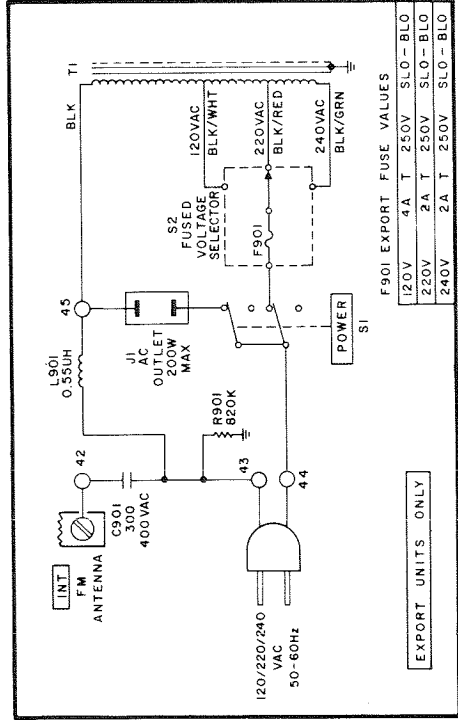 INT
FM
ANTENNA
42
C901
300
400 VAC
L901
0.55UH
45
BLK
T1
J1
AC
OUTLET
200W
MAX
R901
820K
43
44
120/220/240
VAC
50-60Hz
POWER
S1
S2
FUSED
VOLTAGE
SELECTOR
F901
120VAC
BLK/WHT
220VAC
BLK/RED
240VAC
BLK/GRN
EXPORT UNITS ONLY
F901 EXPORT FUSE VALUES
120V 4A T 250V SLO-BLO
220V 2A T 250V SLO-BLO
240V 2A T 250V SLO-BLO